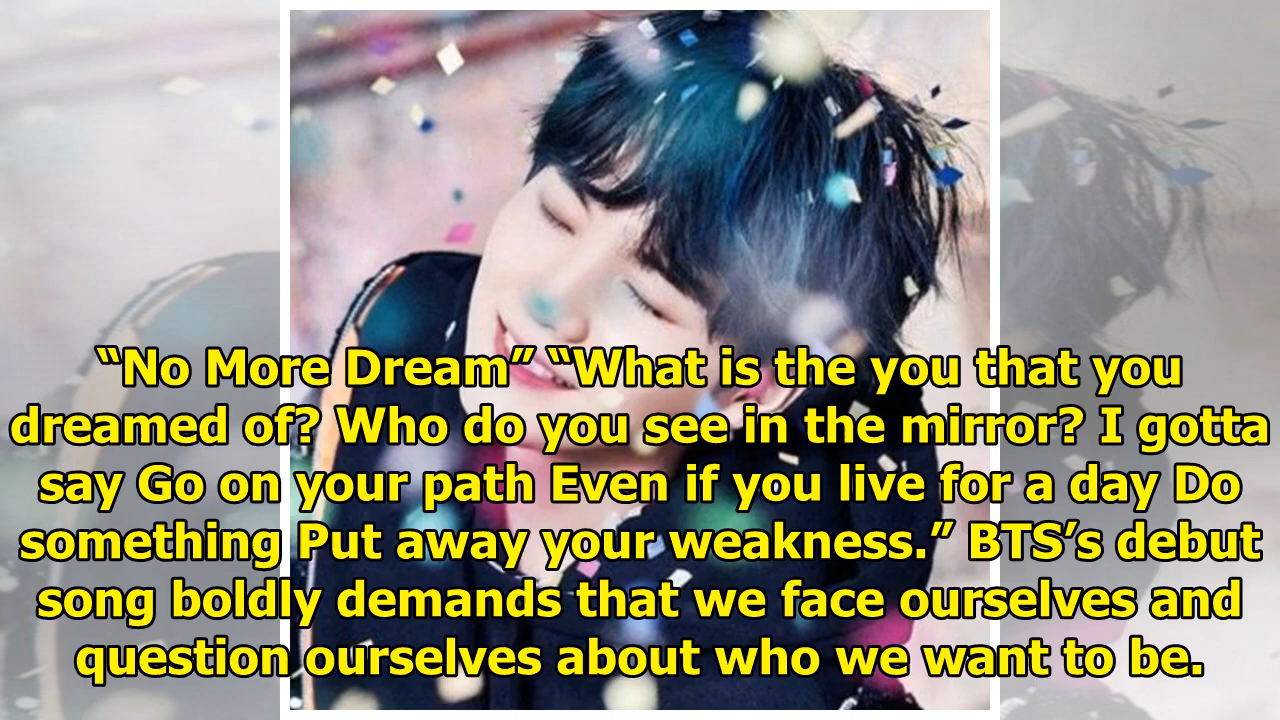 “No More Dream” “What is the you that you
dreamed of? Who do you see in the mirror? I gotta
say Go on your path Even if you live for a day Do
something Put away your weakness.” BTS’s debut
song boldly demands that we face ourselves and
question ourselves about who we want to be.